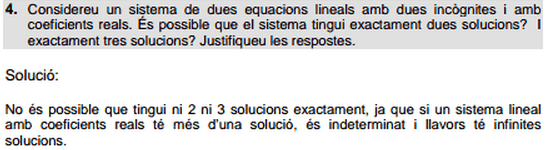 4. Considereu un sistema de dues equacions lineals amb dues incògnites i amb
coeficients reals. És possible que el sistema tingui exactament dues solucions? I
exactament tres solucions? Justifiqueu les respostes.
Solució:
No és possible que tingui ni 2 ni 3 solucions exactament, ja que si un sistema lineal
amb coeficients reals té més d'una solució, és indeterminat i llavors té infinites
solucions.